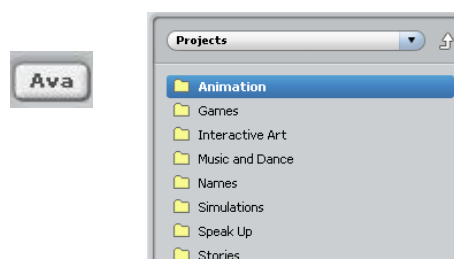 Ava
Projects
Animation
Games
Interactive Art
Music and Dance
Names
Simulations
Speak Up
Stories